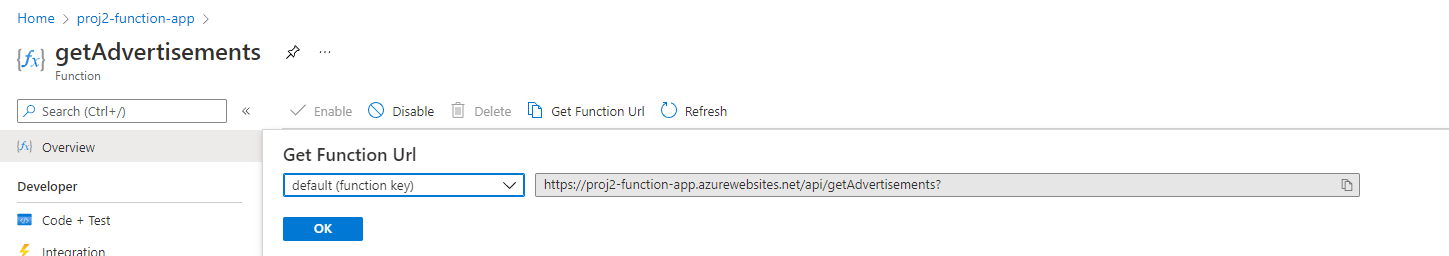 Home > proj2-function-app >
{fx} getAdvertisements ...
Function
Search (Ctrl+/) «
Enable Disable Delete Get Function Url Refresh
{fx} Overview
Get Function Url
default (function key) https://proj2-function-app.azurewebsites.net/api/getAdvertisements?
Developer
Code + Test
OK
Integration